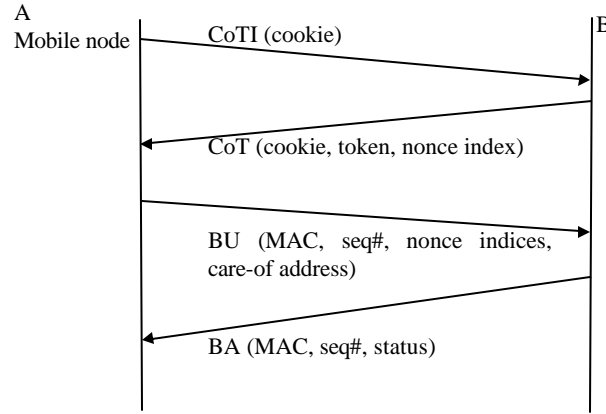 A
B
Mobile node
CoTI (cookie)
CoT (cookie, token, nonce index)
BU (MAC, seq#, nonce indices,
care-of address)
BA (MAC, seq#, status)